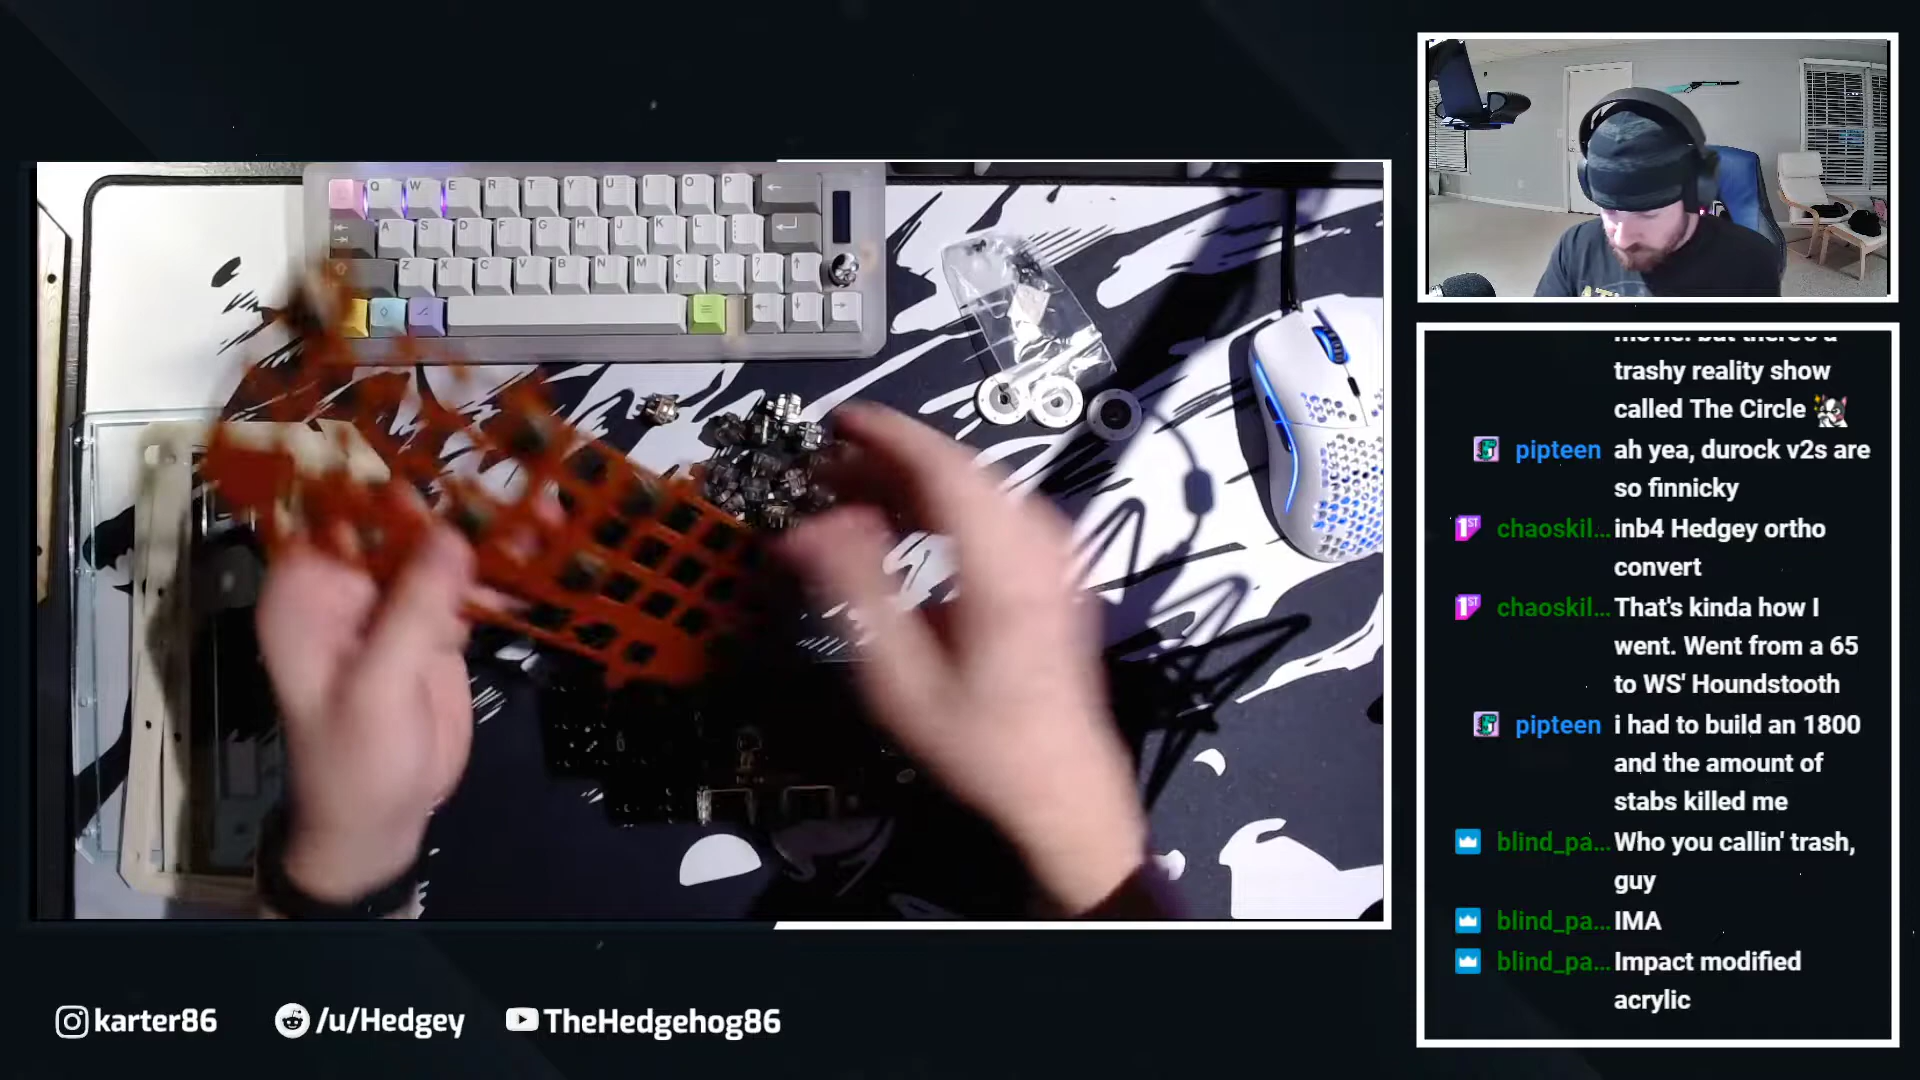 Q W E R T Y U I O P
A S D F G H J K L
Z X C V B N M
movie. but there's a
trashy reality show
called The Circle
pipteen ah yea, durock v2s are
so finnicky
chaoskil... inb4 Hedgey ortho
convert
chaoskil... That's kinda how I
went. Went from a 65
to WS' Houndstooth
pipteen i had to build an 1800
and the amount of
stabs killed me
blind_pa... Who you callin' trash,
guy
blind_pa... IMA
blind_pa... Impact modified
acrylic
karter86
/u/Hedgey
TheHedgehog86